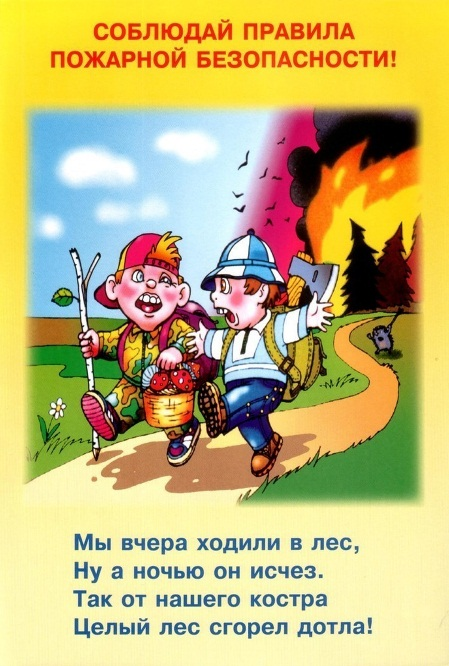 СОБЛЮДАЙ ПРАВИЛА
ПОЖАРНОЙ БЕЗОПАСНОСТИ!
Мы вчера ходили в лес,
Ну а ночью он исчез.
Так от нашего костра
Целый лес сгорел дотла!